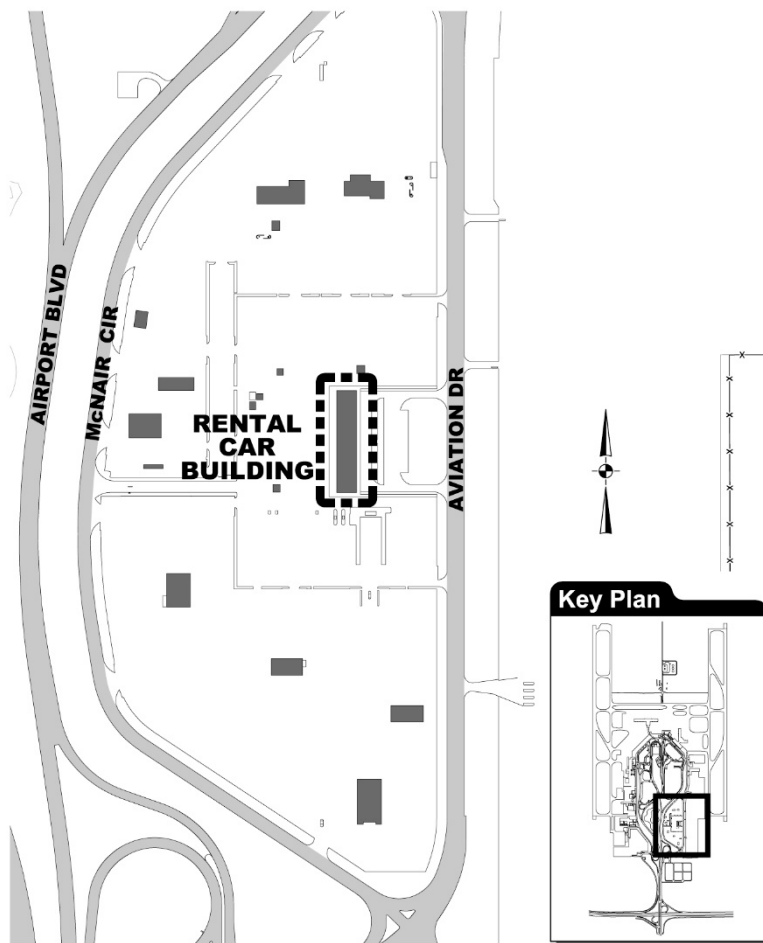 AIRPORT BLVD
McNAIR CIR
RENTAL
CAR
BUILDING
AVIATION DR
Key Plan